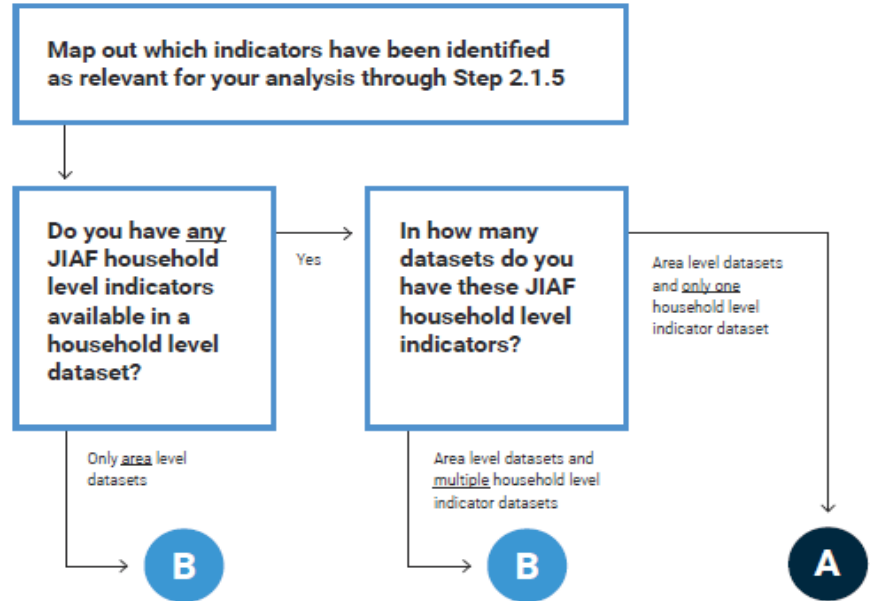 Map out which indicators have been identified
as relevant for your analysis through Step 2.1.5
Do you have any
JIAF household
level indicators
available in a
household level
dataset?
Yes
In how many
datasets do you
have these JIAF
household level
indicators?
Area level datasets
and only one
household level
indicator dataset
Only area level
datasets
Area level datasets and
multiple household level
indicator datasets
B
B
A